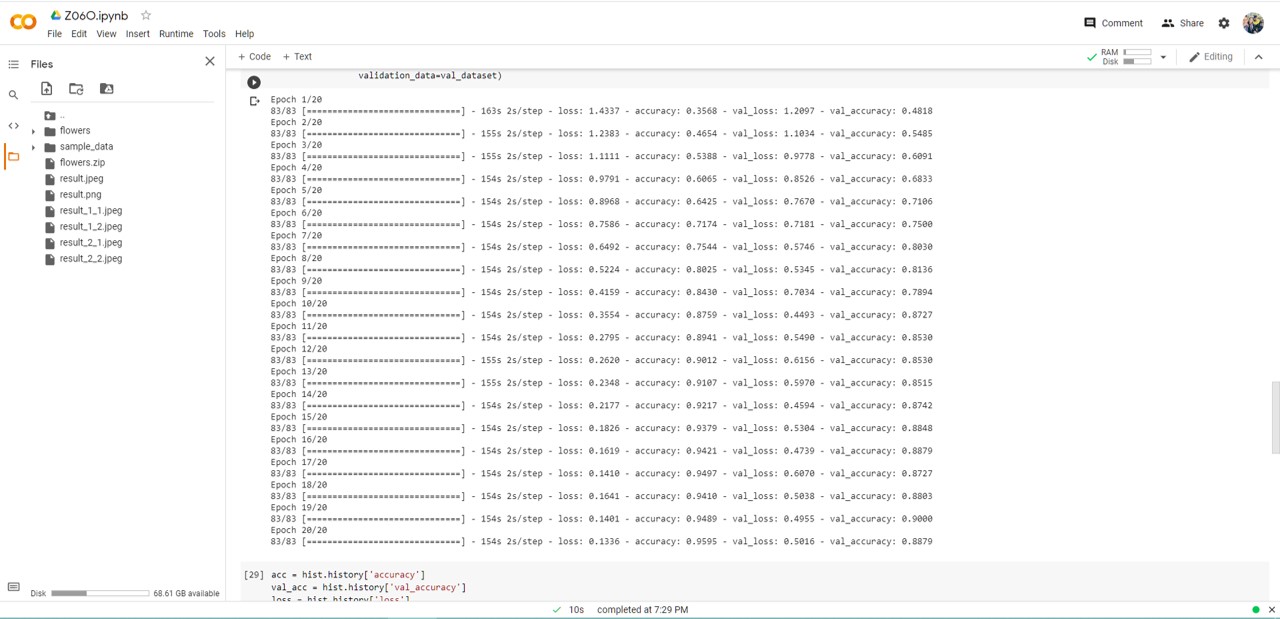 Z06O.ipynb
File Edit View Insert Runtime Tools Help
Comment Share
Files
+ Code + Text
RAM
Disk
Editing
..
flowers
sample_data
flowers.zip
result.jpeg
result.png
result_1_1.jpeg
result_1_2.jpeg
result_2_1.jpeg
result_2_2.jpeg
Disk 68.61 GB available
validation_data=val_dataset)
Epoch 1/20
83/83 [==============================] - 163s 2s/step - loss: 1.4337 - accuracy: 0.3568 - val_loss: 1.2097 - val_accuracy: 0.4818
Epoch 2/20
83/83 [==============================] - 155s 2s/step - loss: 1.2383 - accuracy: 0.4654 - val_loss: 1.1034 - val_accuracy: 0.5485
Epoch 3/20
83/83 [==============================] - 155s 2s/step - loss: 1.1111 - accuracy: 0.5388 - val_loss: 0.9778 - val_accuracy: 0.6091
Epoch 4/20
83/83 [==============================] - 154s 2s/step - loss: 0.9791 - accuracy: 0.6065 - val_loss: 0.8526 - val_accuracy: 0.6833
Epoch 5/20
83/83 [==============================] - 154s 2s/step - loss: 0.8968 - accuracy: 0.6425 - val_loss: 0.7670 - val_accuracy: 0.7106
Epoch 6/20
83/83 [==============================] - 154s 2s/step - loss: 0.7586 - accuracy: 0.7174 - val_loss: 0.7181 - val_accuracy: 0.7500
Epoch 7/20
83/83 [==============================] - 154s 2s/step - loss: 0.6492 - accuracy: 0.7544 - val_loss: 0.5746 - val_accuracy: 0.8030
Epoch 8/20
83/83 [==============================] - 154s 2s/step - loss: 0.5224 - accuracy: 0.8025 - val_loss: 0.5345 - val_accuracy: 0.8136
Epoch 9/20
83/83 [==============================] - 154s 2s/step - loss: 0.4159 - accuracy: 0.8430 - val_loss: 0.7034 - val_accuracy: 0.7894
Epoch 10/20
83/83 [==============================] - 154s 2s/step - loss: 0.3554 - accuracy: 0.8759 - val_loss: 0.4493 - val_accuracy: 0.8727
Epoch 11/20
83/83 [==============================] - 154s 2s/step - loss: 0.2795 - accuracy: 0.8941 - val_loss: 0.5490 - val_accuracy: 0.8530
Epoch 12/20
83/83 [==============================] - 155s 2s/step - loss: 0.2620 - accuracy: 0.9012 - val_loss: 0.6156 - val_accuracy: 0.8530
Epoch 13/20
83/83 [==============================] - 155s 2s/step - loss: 0.2348 - accuracy: 0.9107 - val_loss: 0.5970 - val_accuracy: 0.8515
Epoch 14/20
83/83 [==============================] - 154s 2s/step - loss: 0.2177 - accuracy: 0.9217 - val_loss: 0.4594 - val_accuracy: 0.8742
Epoch 15/20
83/83 [==============================] - 154s 2s/step - loss: 0.1826 - accuracy: 0.9379 - val_loss: 0.5304 - val_accuracy: 0.8848
Epoch 16/20
83/83 [==============================] - 154s 2s/step - loss: 0.1619 - accuracy: 0.9421 - val_loss: 0.4739 - val_accuracy: 0.8879
Epoch 17/20
83/83 [==============================] - 154s 2s/step - loss: 0.1410 - accuracy: 0.9497 - val_loss: 0.6070 - val_accuracy: 0.8727
Epoch 18/20
83/83 [==============================] - 154s 2s/step - loss: 0.1641 - accuracy: 0.9410 - val_loss: 0.5038 - val_accuracy: 0.8803
Epoch 19/20
83/83 [==============================] - 154s 2s/step - loss: 0.1401 - accuracy: 0.9489 - val_loss: 0.4955 - val_accuracy: 0.9000
Epoch 20/20
83/83 [==============================] - 154s 2s/step - loss: 0.1336 - accuracy: 0.9595 - val_loss: 0.5016 - val_accuracy: 0.8879
[29] acc = hist.history['accuracy']
val_acc = hist.history['val_accuracy']
loss = hist.history['loss']
10s completed at 7:29 PM